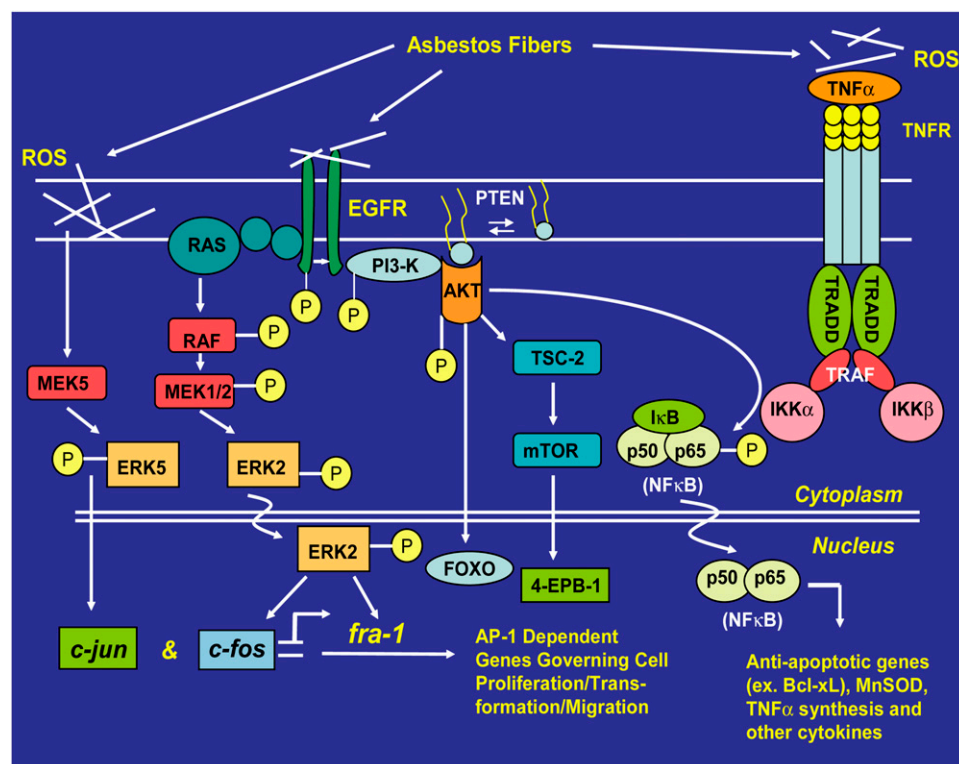 Asbestos Fibers
ROS
TNFα
TNFR
ROS
EGFR
PTEN
RAS
PI3-K
AKT
P
P
P
RAF
P
MEK5
MEK1/2
P
TSC-2
TRADD
TRADD
TRAF
IKKα
IKKβ
P
ERK5
ERK2
P
mTOR
IκB
p50
p65
P
(NFκB)
Cytoplasm
Nucleus
ERK2
P
FOXO
4-EPB-1
p50
p65
(NFκB)
c-jun
&
c-fos
fra-1
AP-1 Dependent
Genes Governing Cell
Proliferation/Trans-
formation/Migration
Anti-apoptotic genes
(ex. Bcl-xL), MnSOD,
TNFα synthesis and
other cytokines